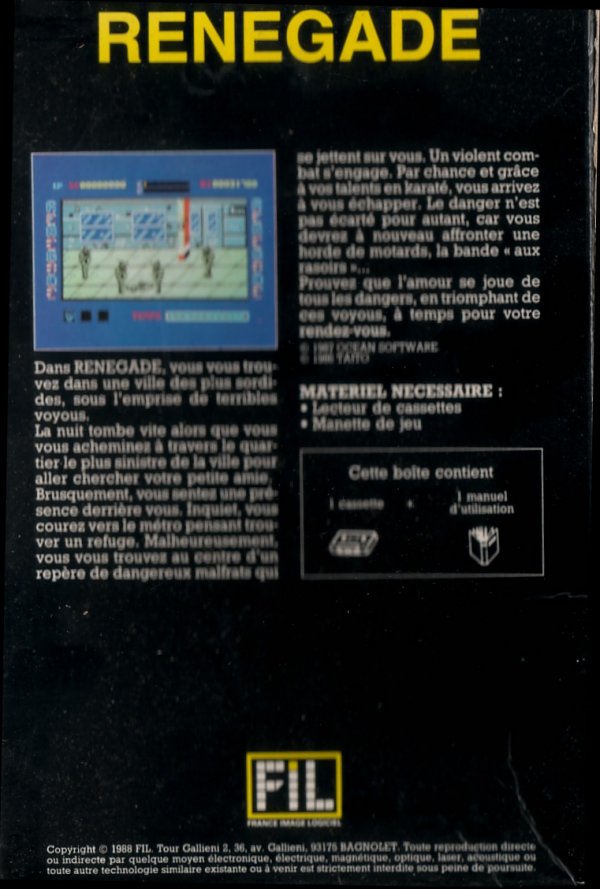 RENEGADE
Dans RENEGADE, vous vous trou-
vez dans une ville des plus sordi-
des, sous l'emprise de terribles
voyous.
La nuit tombe vite alors que vous
vous acheminez à travers le quar-
tier le plus sinistre de la ville pour
aller chercher votre petite amie.
Brusquement, vous sentez une pré-
sence derrière vous. Inquiet, vous
courez vers le métro pensant trou-
ver un refuge. Malheureusement,
vous vous trouvez au centre d'un
repère de dangereux malfrats qui
se jettent sur vous. Un violent com-
bat s'engage. Par chance et grâce
à vos talents en karaté, vous arrivez
à vous échapper. Le danger n'est
pas écarté pour autant, car vous
devrez à nouveau affronter une
horde de motards, la bande « aux
rasoirs »...
Prouvez que l'amour se joue de
tous les dangers, en triomphant de
ces voyous, à temps pour votre
rendez-vous.
© 1987 OCEAN SOFTWARE
© 1986 TAITO
MATERIEL NECESSAIRE :
• Lecteur de cassettes
• Manette de jeu
Cette boîte contient
1 cassette + 1 manuel
d'utilisation
FIL
FRANCE IMAGE LOGICIEL
Copyright © 1988 FIL. Tour Gallieni 2, 36, av. Gallieni, 93175 BAGNOLET. Toute reproduction directe
ou indirecte par quelque moyen électronique, électrique, magnétique, optique, laser, acoustique ou
toute autre technologie similaire existante ou à venir est strictement interdite sous peine de poursuite.